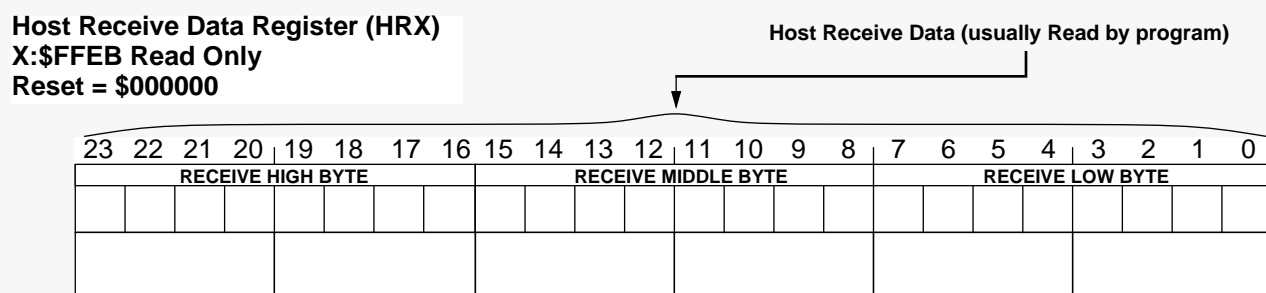 Host Receive Data Register (HRX)
X:$FFEB Read Only
Reset = $000000
Host Receive Data (usually Read by program)
23 22 21 20 19 18 17 16 15 14 13 12 11 10 9 8 7 6 5 4 3 2 1 0
RECEIVE HIGH BYTE RECEIVE MIDDLE BYTE RECEIVE LOW BYTE